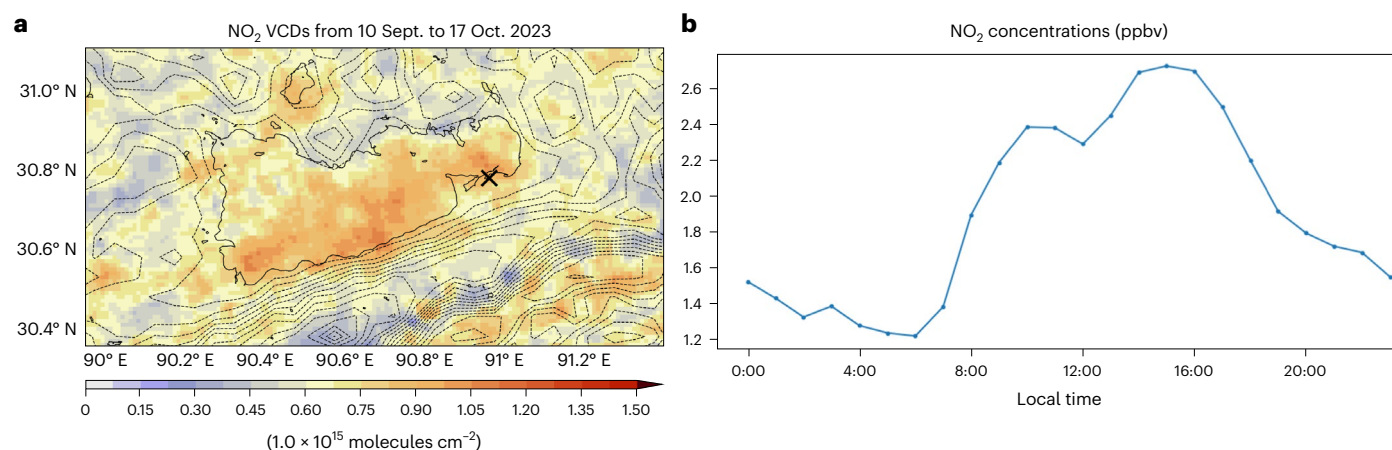 a
NO₂ VCDs from 10 Sept. to 17 Oct. 2023
31.0° N
30.8° N
30.6° N
30.4° N
90° E 90.2° E 90.4° E 90.6° E 90.8° E 91° E 91.2° E
0 0.15 0.30 0.45 0.60 0.75 0.90 1.05 1.20 1.35 1.50
(1.0 × 10¹⁵ molecules cm⁻²)
b
NO₂ concentrations (ppbv)
2.6
2.4
2.2
2.0
1.8
1.6
1.4
1.2
0:00 4:00 8:00 12:00 16:00 20:00
Local time